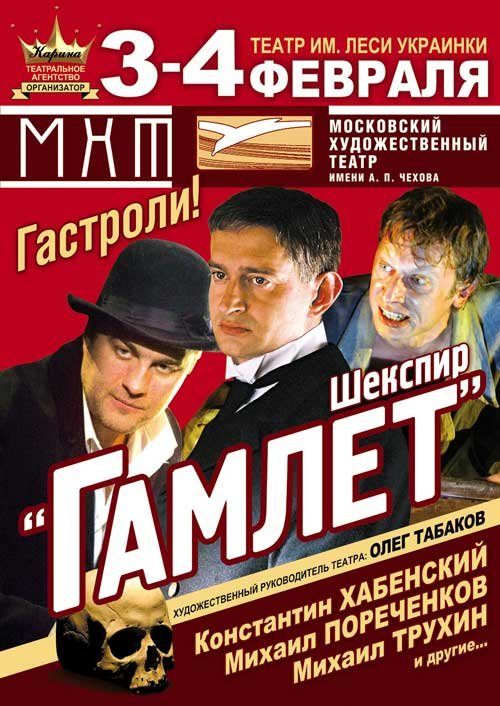 Карина
ТЕАТРАЛЬНОЕ
АГЕНТСТВО
ОРГАНИЗАТОР
3-4
ТЕАТР ИМ. ЛЕСИ УКРАИНКИ
ФЕВРАЛЯ
МХТ
МОСКОВСКИЙ
ХУДОЖЕСТВЕННЫЙ
ТЕАТР
ИМЕНИ А. П. ЧЕХОВА
Гастроли!
Шекспир
“ГАМЛЕТ”
ХУДОЖЕСТВЕННЫЙ РУКОВОДИТЕЛЬ ТЕАТРА: ОЛЕГ ТАБАКОВ
Константин ХАБЕНСКИЙ
Михаил ПОРЕЧЕНКОВ
Михаил ТРУХИН
и другие...